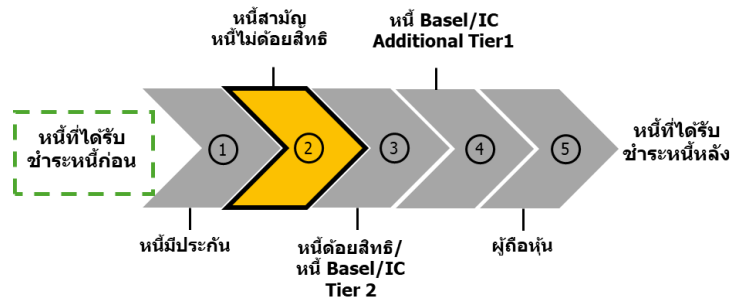 หนี้สามัญ
หนี้ไม่ด้อยสิทธิ
หนี้ Basel/IC
Additional Tier1
หนี้ที่ได้รับ
ชำระหนี้ก่อน
1
2
3
4
5
หนี้ที่ได้รับ
ชำระหนี้หลัง
หนี้มีประกัน
หนี้ด้อยสิทธิ/
หนี้ Basel/IC
Tier 2
ผู้ถือหุ้น